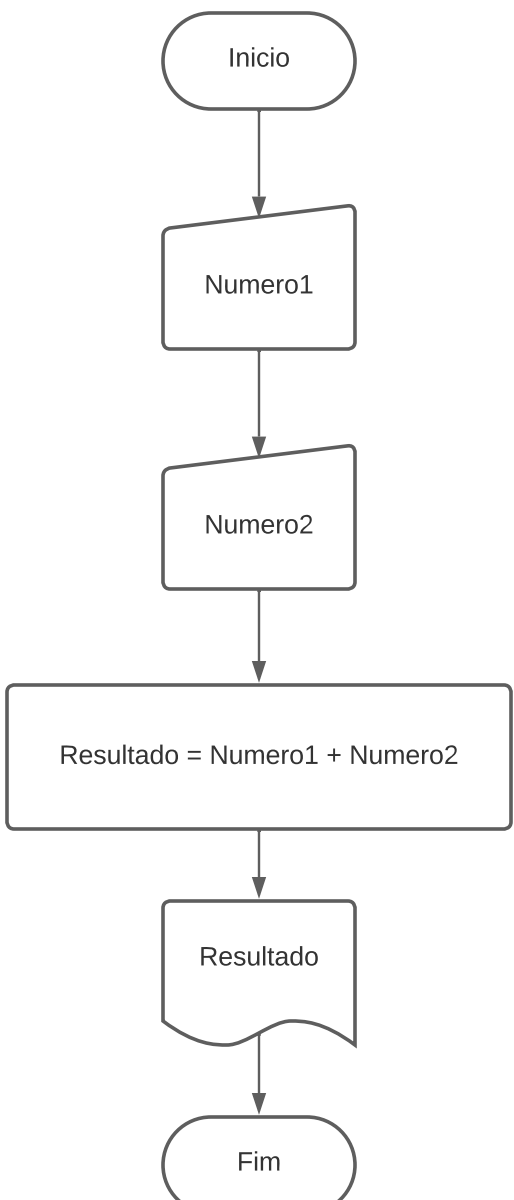 Inicio
Numero1
Numero2
Resultado = Numero1 + Numero2
Resultado
Fim